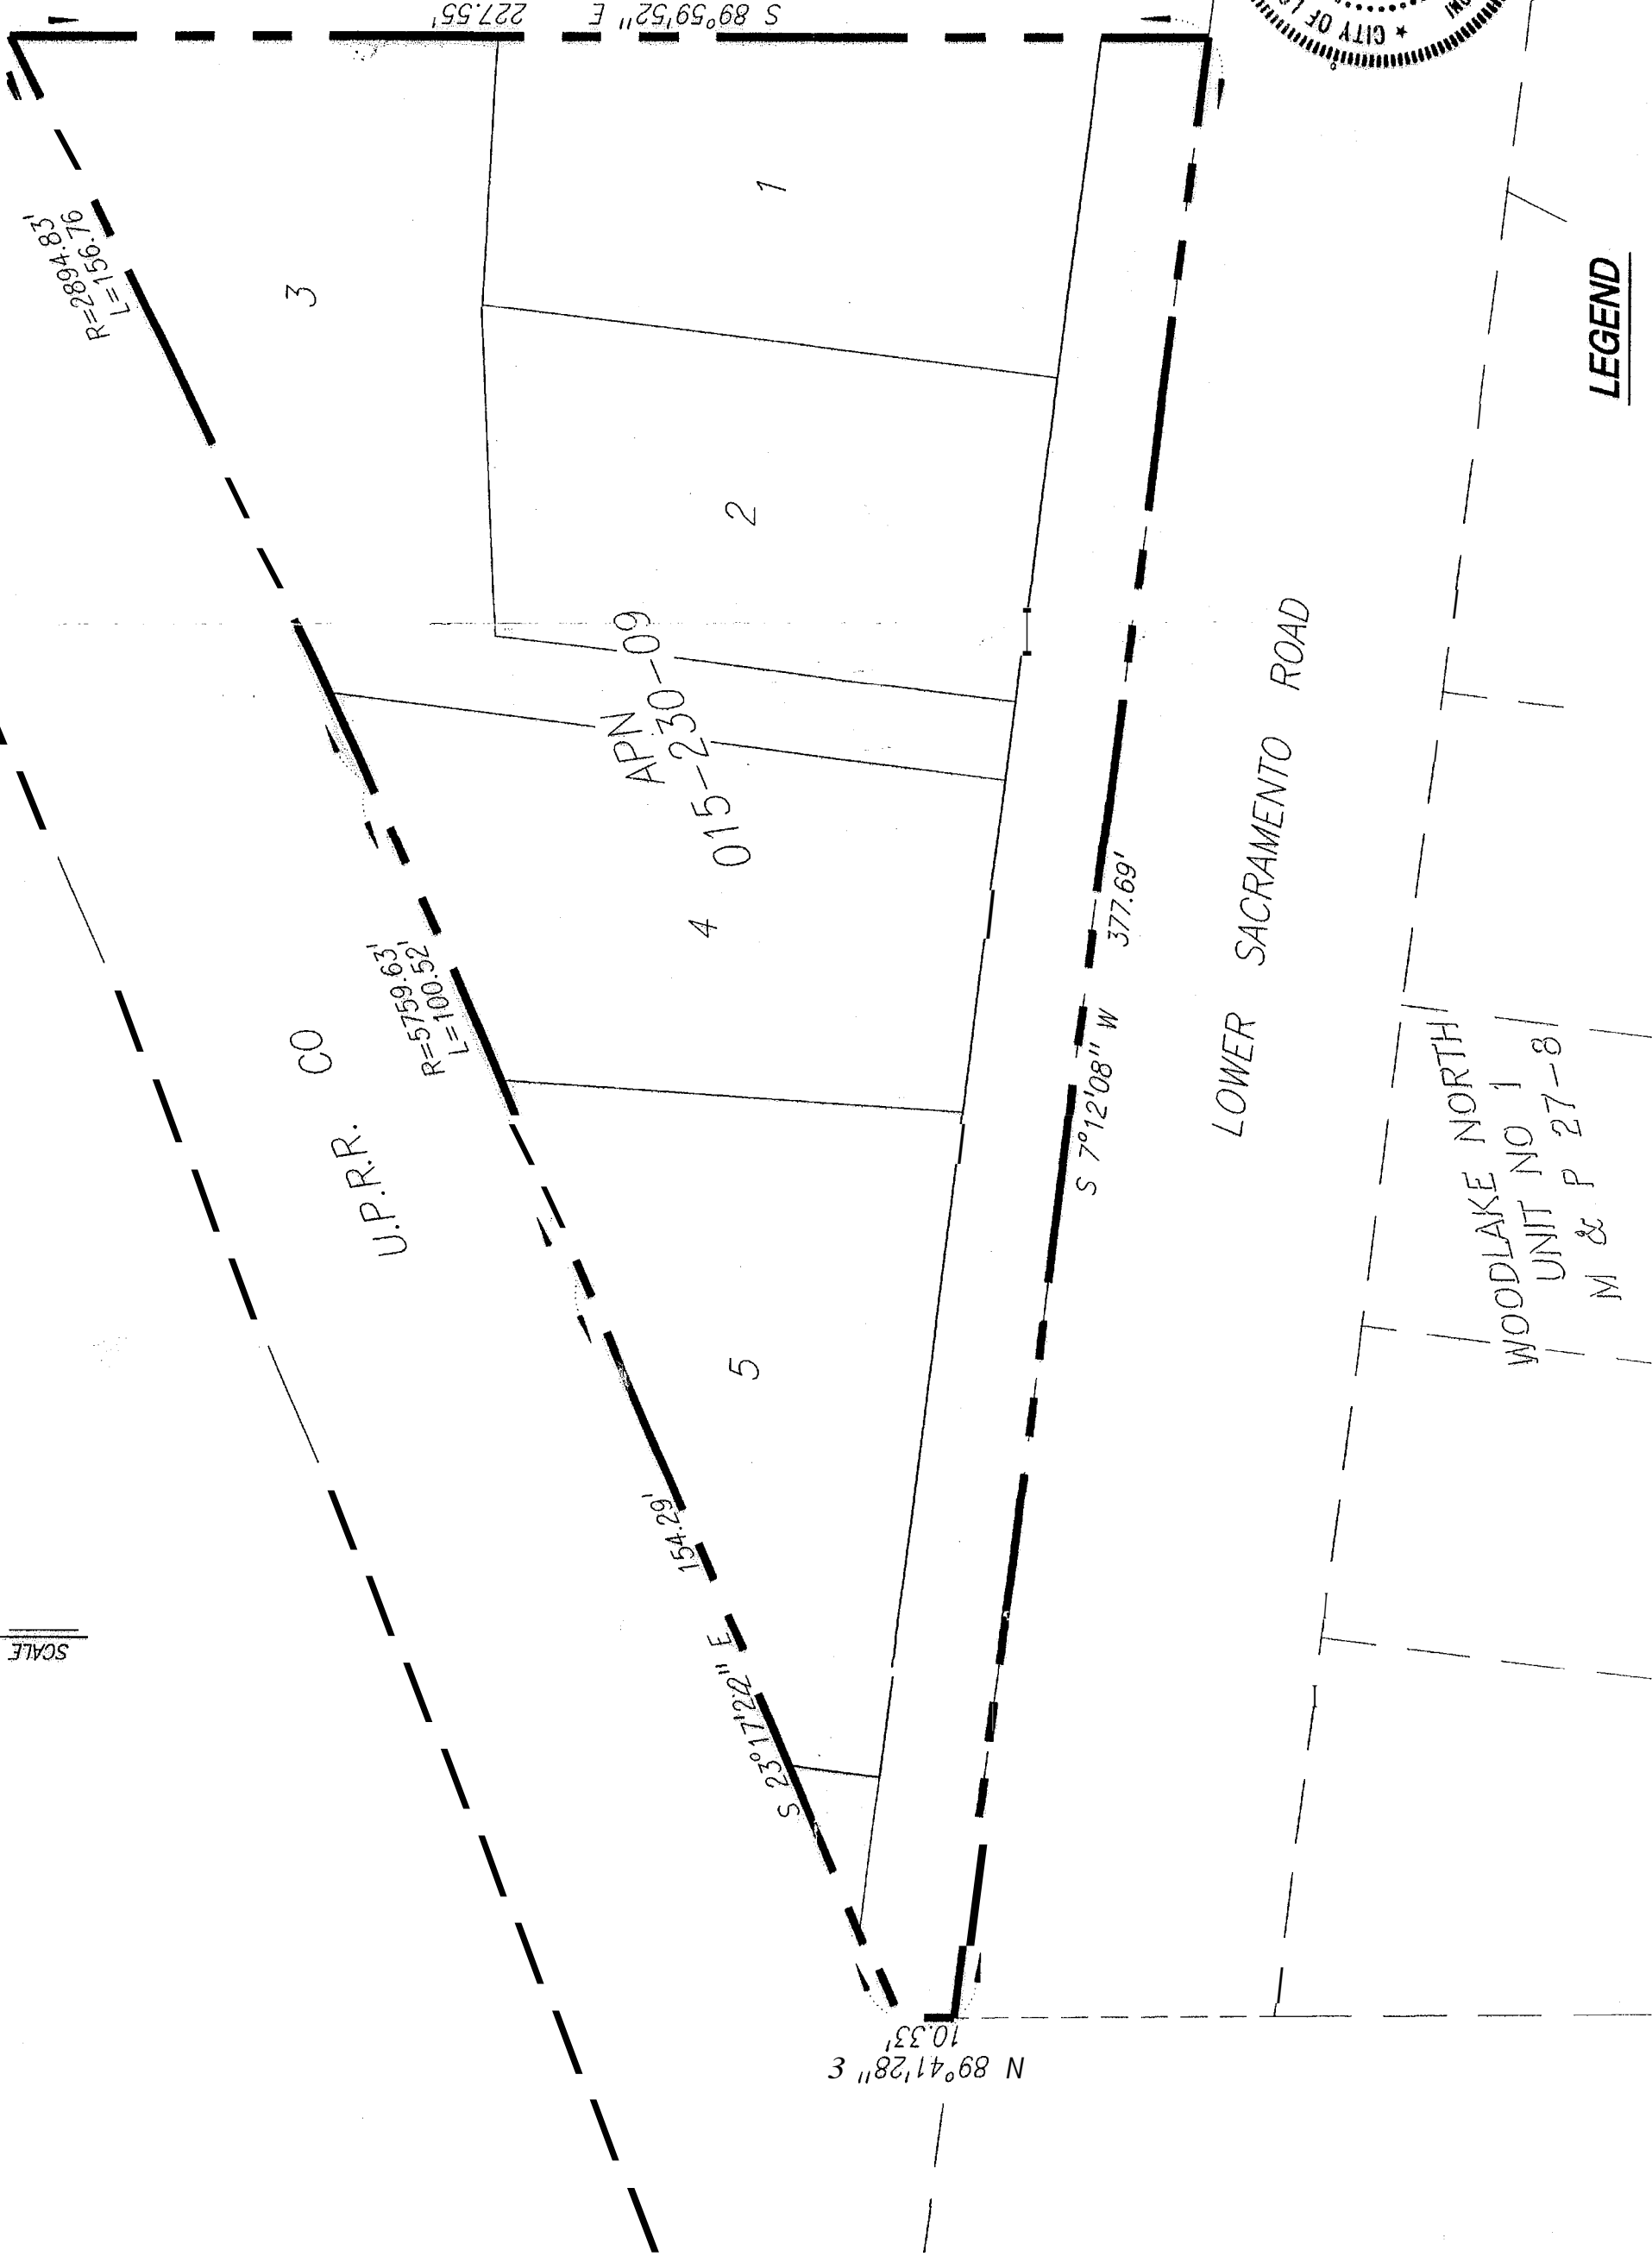 S 89°59'52" E 227.55'
★ CITY OF LO
R=2894.83'
L=156.76
3
1
2
APN
015-230-09
4
R=5759.63'
L=100.52'
U.P.R.R. CO
LOWER SACRAMENTO ROAD
S 7°12'08" W 377.69'
5
S 23°17'22" E 154.29'
N 89°41'28" E
10.33'
WOODLAKE NORTH
UNIT NO 1
M & P 27-8
LEGEND
SCALE